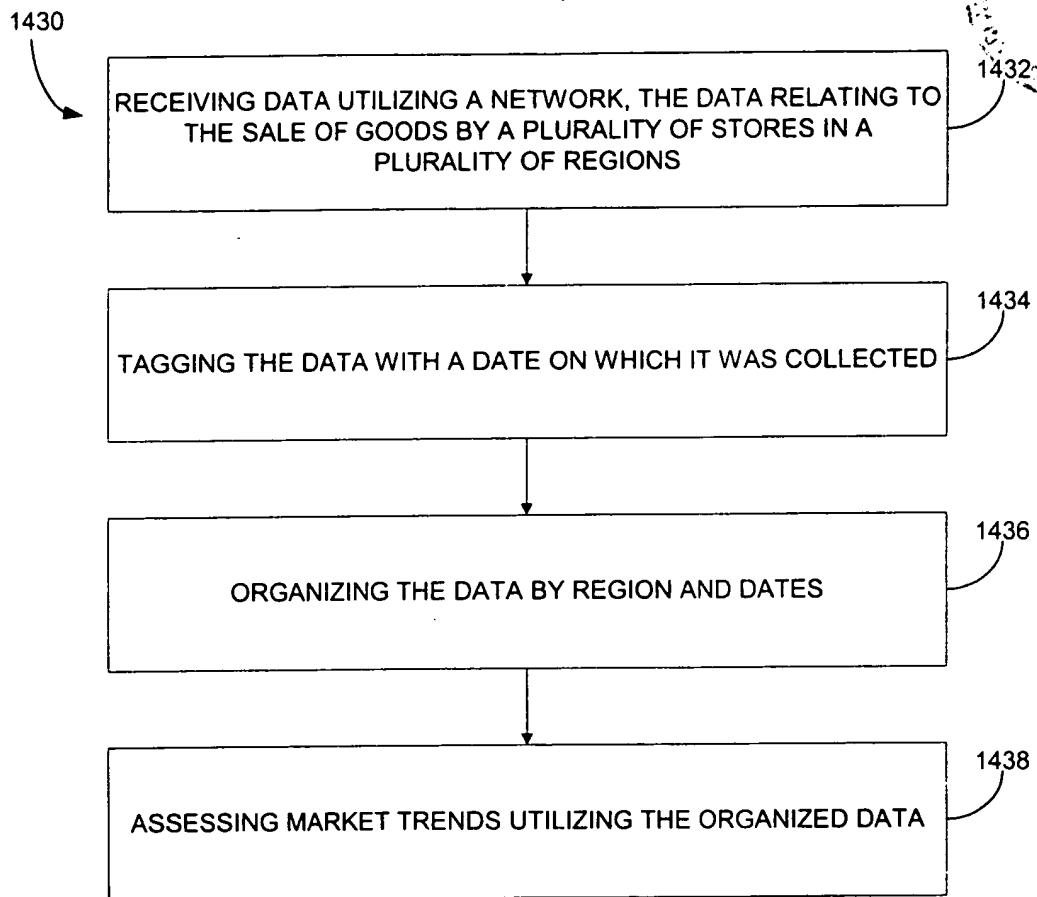 1430
1432
RECEIVING DATA UTILIZING A NETWORK, THE DATA RELATING TO
THE SALE OF GOODS BY A PLURALITY OF STORES IN A
PLURALITY OF REGIONS
1434
TAGGING THE DATA WITH A DATE ON WHICH IT WAS COLLECTED
1436
ORGANIZING THE DATA BY REGION AND DATES
1438
ASSESSING MARKET TRENDS UTILIZING THE ORGANIZED DATA